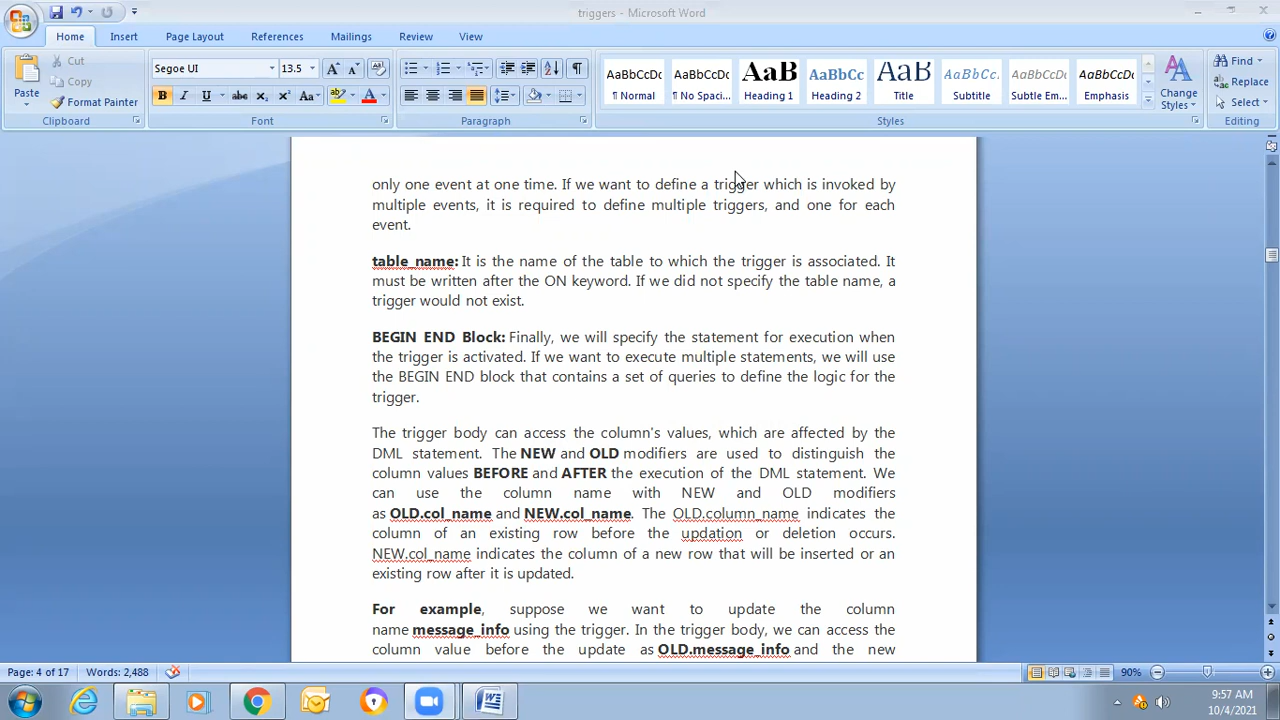 triggers - Microsoft Word
Home Insert Page Layout References Mailings Review View
Paste
Cut
Copy
Format Painter
Clipboard
Segoe UI 13.5
Font
Paragraph
AaBbCcDc AaBbCcDc AaB AaBbCc AaB AaBbCc. AaBbCcDc AaBbCcDc
¶ Normal ¶ No Spaci... Heading 1 Heading 2 Title Subtitle Subtle Em... Emphasis
Change
Styles
Styles
Find
Replace
Select
Editing
only one event at one time. If we want to define a trigger which is invoked by
multiple events, it is required to define multiple triggers, and one for each
event.
table_name: It is the name of the table to which the trigger is associated. It
must be written after the ON keyword. If we did not specify the table name, a
trigger would not exist.
BEGIN END Block: Finally, we will specify the statement for execution when
the trigger is activated. If we want to execute multiple statements, we will use
the BEGIN END block that contains a set of queries to define the logic for the
trigger.
The trigger body can access the column's values, which are affected by the
DML statement. The NEW and OLD modifiers are used to distinguish the
column values BEFORE and AFTER the execution of the DML statement. We
can use the column name with NEW and OLD modifiers
as OLD.col_name and NEW.col_name. The OLD.column_name indicates the
column of an existing row before the updation or deletion occurs.
NEW.col_name indicates the column of a new row that will be inserted or an
existing row after it is updated.
For example, suppose we want to update the column
name message_info using the trigger. In the trigger body, we can access the
column value before the update as OLD.message_info and the new
Page: 4 of 17 Words: 2,488 90%
9:57 AM
10/4/2021